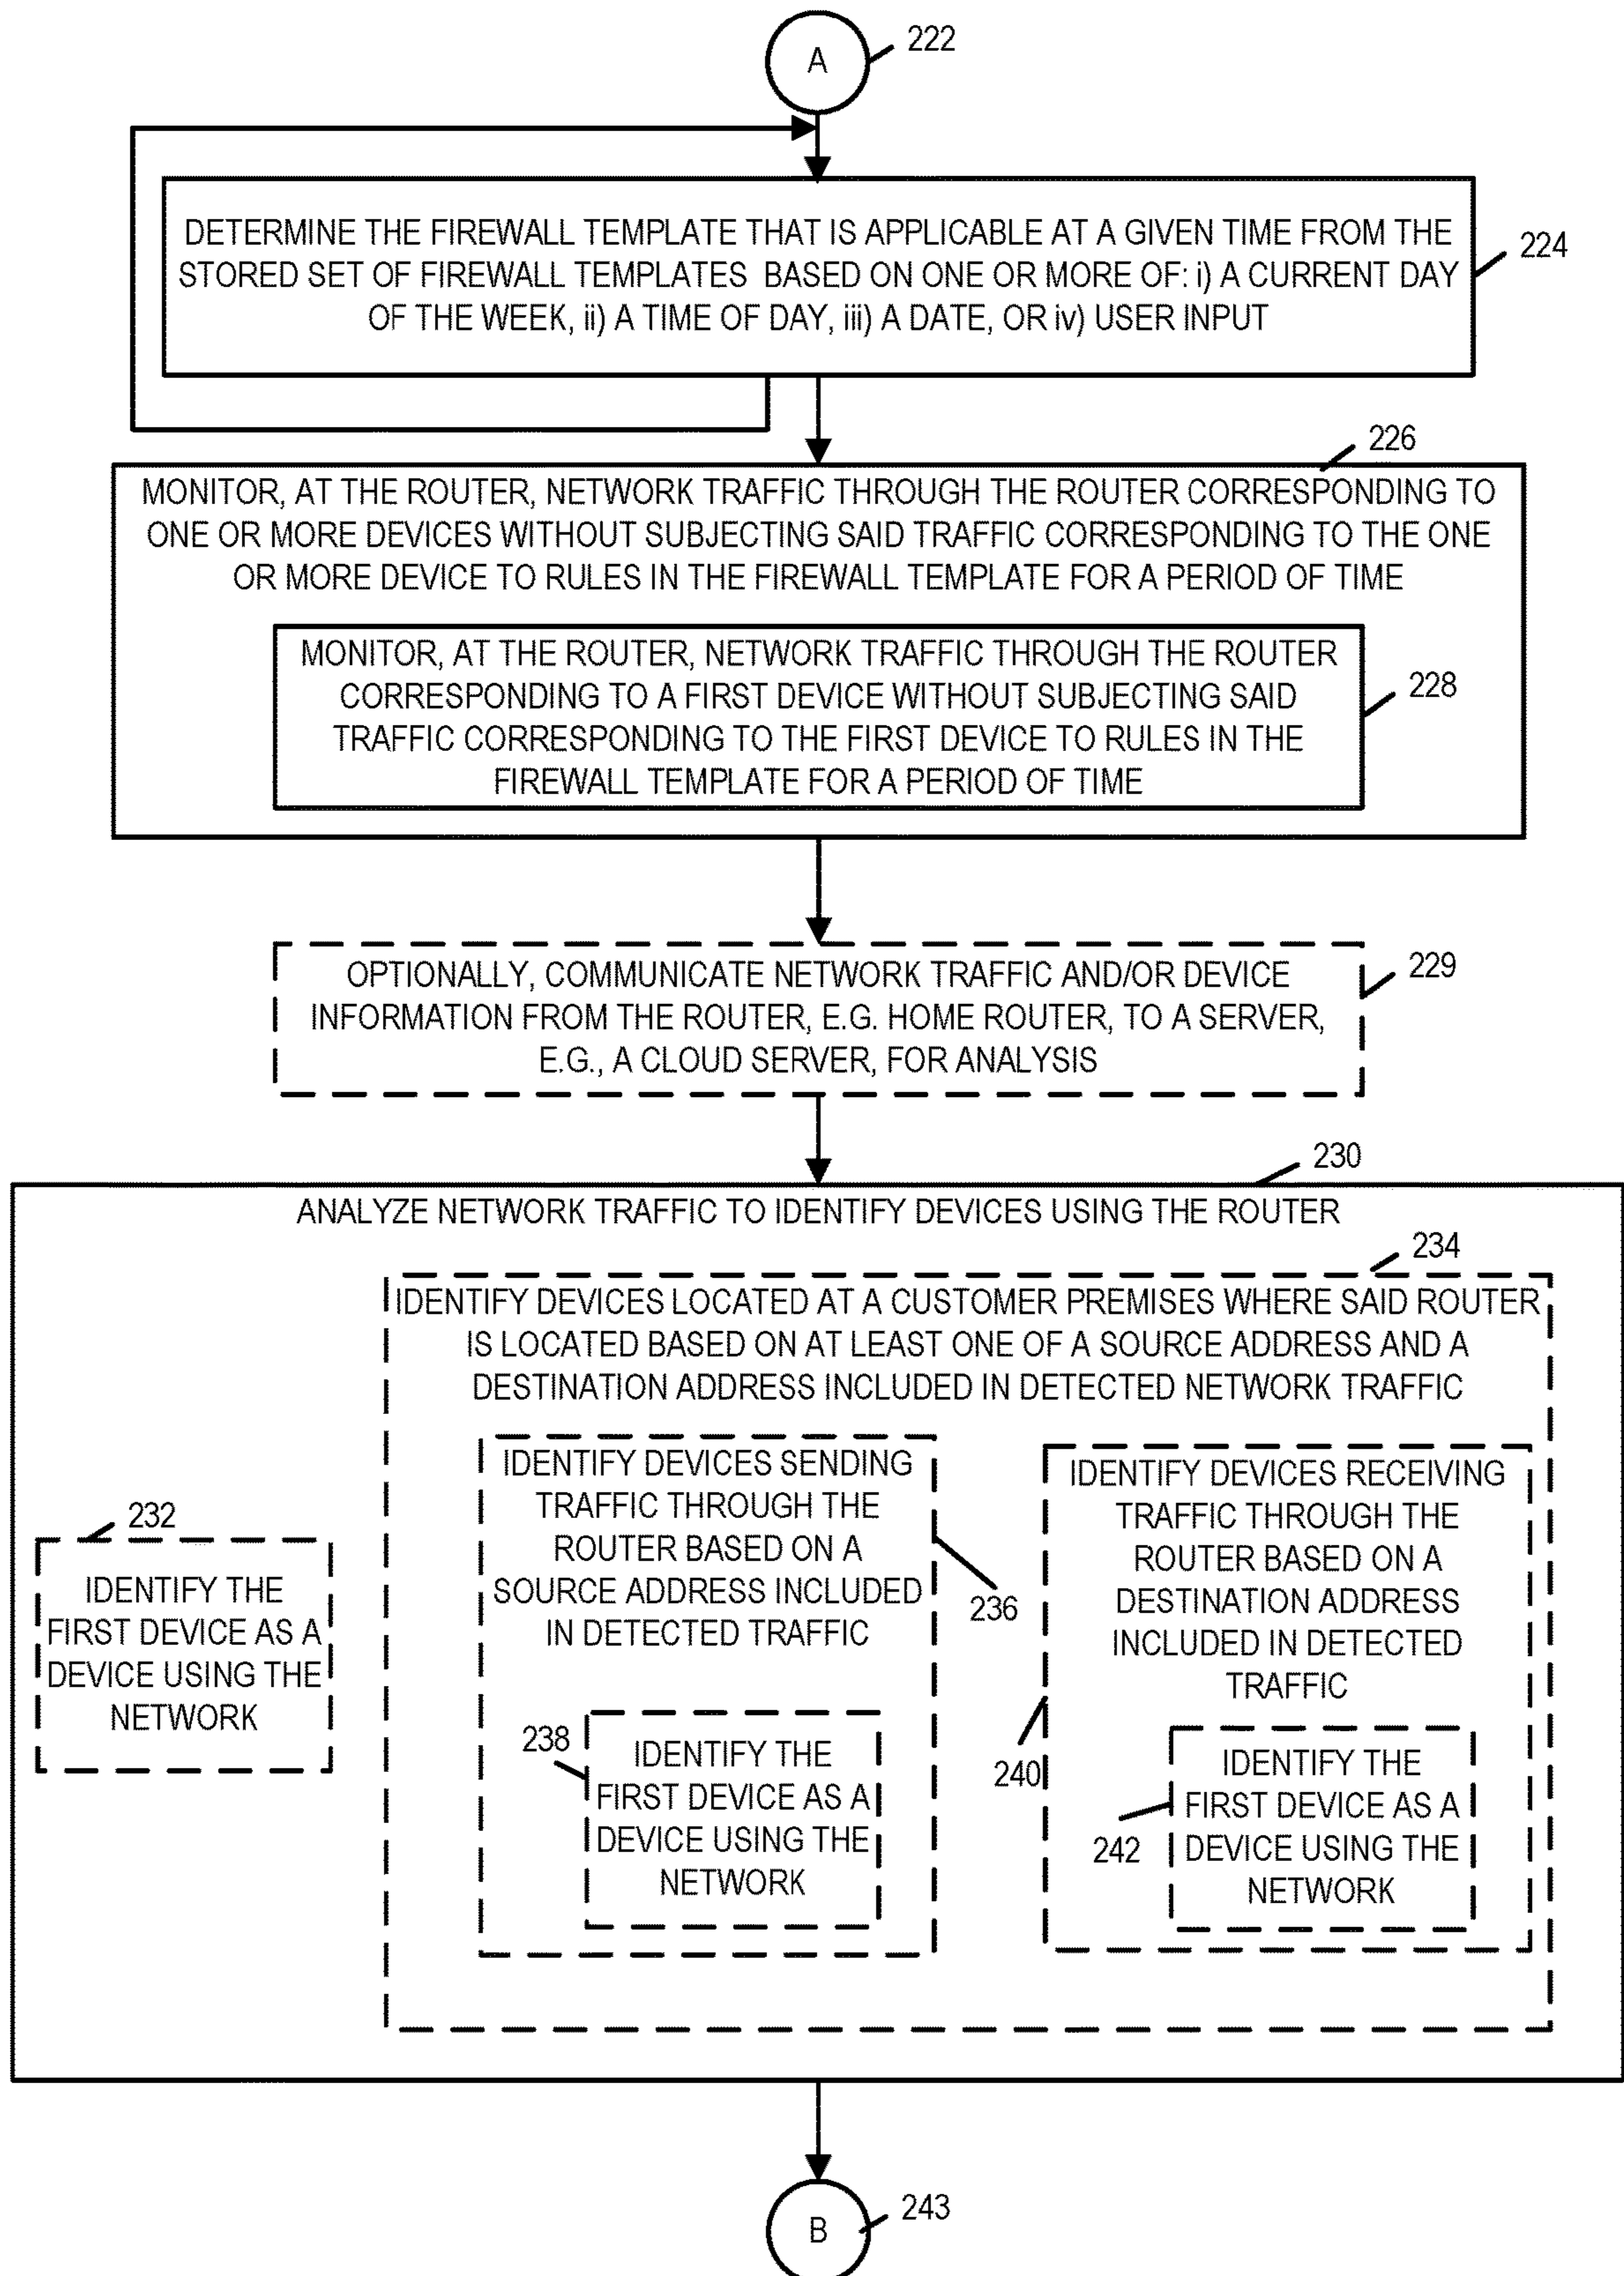 A
222
DETERMINE THE FIREWALL TEMPLATE THAT IS APPLICABLE AT A GIVEN TIME FROM THE
STORED SET OF FIREWALL TEMPLATES BASED ON ONE OR MORE OF: i) A CURRENT DAY
OF THE WEEK, ii) A TIME OF DAY, iii) A DATE, OR iv) USER INPUT
224
226
MONITOR, AT THE ROUTER, NETWORK TRAFFIC THROUGH THE ROUTER CORRESPONDING TO
ONE OR MORE DEVICES WITHOUT SUBJECTING SAID TRAFFIC CORRESPONDING TO THE ONE
OR MORE DEVICE TO RULES IN THE FIREWALL TEMPLATE FOR A PERIOD OF TIME
MONITOR, AT THE ROUTER, NETWORK TRAFFIC THROUGH THE ROUTER
CORRESPONDING TO A FIRST DEVICE WITHOUT SUBJECTING SAID
TRAFFIC CORRESPONDING TO THE FIRST DEVICE TO RULES IN THE
FIREWALL TEMPLATE FOR A PERIOD OF TIME
228
OPTIONALLY, COMMUNICATE NETWORK TRAFFIC AND/OR DEVICE
INFORMATION FROM THE ROUTER, E.G. HOME ROUTER, TO A SERVER,
E.G., A CLOUD SERVER, FOR ANALYSIS
229
230
ANALYZE NETWORK TRAFFIC TO IDENTIFY DEVICES USING THE ROUTER
232
IDENTIFY THE
FIRST DEVICE AS A
DEVICE USING THE
NETWORK
234
IDENTIFY DEVICES LOCATED AT A CUSTOMER PREMISES WHERE SAID ROUTER
IS LOCATED BASED ON AT LEAST ONE OF A SOURCE ADDRESS AND A
DESTINATION ADDRESS INCLUDED IN DETECTED NETWORK TRAFFIC
IDENTIFY DEVICES SENDING
TRAFFIC THROUGH THE
ROUTER BASED ON A
SOURCE ADDRESS INCLUDED
IN DETECTED TRAFFIC
236
238
IDENTIFY THE
FIRST DEVICE AS A
DEVICE USING THE
NETWORK
IDENTIFY DEVICES RECEIVING
TRAFFIC THROUGH THE
ROUTER BASED ON A
DESTINATION ADDRESS
INCLUDED IN DETECTED
TRAFFIC
240
242
IDENTIFY THE
FIRST DEVICE AS A
DEVICE USING THE
NETWORK
B
243